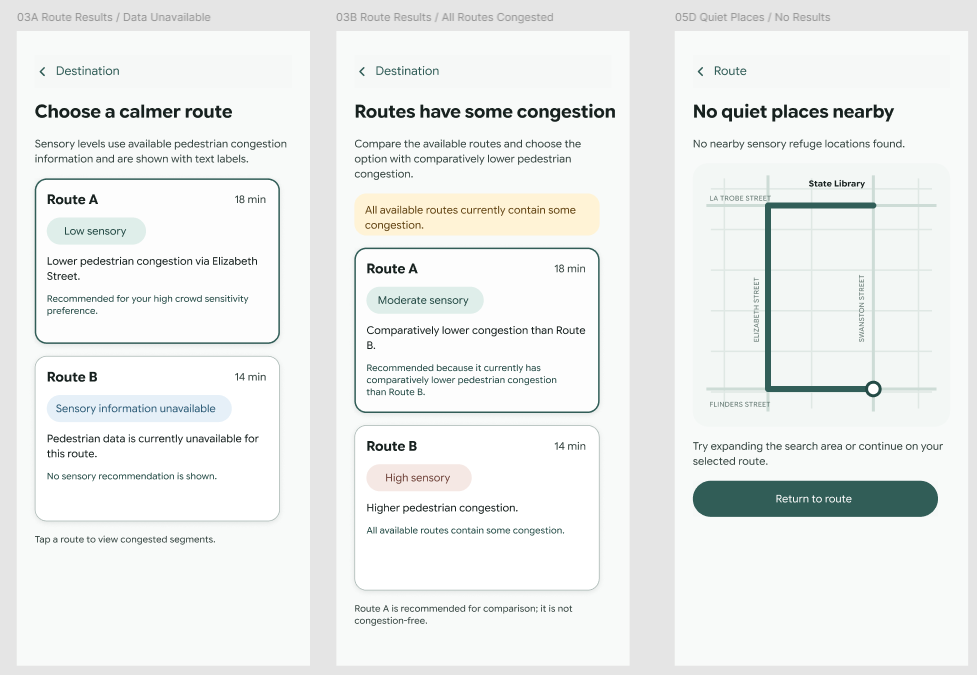 03A Route Results / Data Unavailable
Destination
Choose a calmer route
Sensory levels use available pedestrian congestion
information and are shown with text labels.
Route A
18 min
Low sensory
Lower pedestrian congestion via Elizabeth
Street.
Recommended for your high crowd sensitivity
preference.
Route B
14 min
Sensory information unavailable
Pedestrian data is currently unavailable for
this route.
No sensory recommendation is shown.
Tap a route to view congested segments.
03B Route Results / All Routes Congested
Destination
Routes have some congestion
Compare the available routes and choose the
option with comparatively lower pedestrian
congestion.
All available routes currently contain some
congestion.
Route A
18 min
Moderate sensory
Comparatively lower congestion than Route
B.
Recommended because it currently has
comparatively lower pedestrian congestion
than Route B.
Route B
14 min
High sensory
Higher pedestrian congestion.
All available routes contain some congestion.
Route A is recommended for comparison; it is not
congestion-free.
05D Quiet Places / No Results
Route
No quiet places nearby
No nearby sensory refuge locations found.
State Library
LA TROBE STREET
ELIZABETH STREET
SWANSTON STREET
FLINDERS STREET
Try expanding the search area or continue on your
selected route.
Return to route